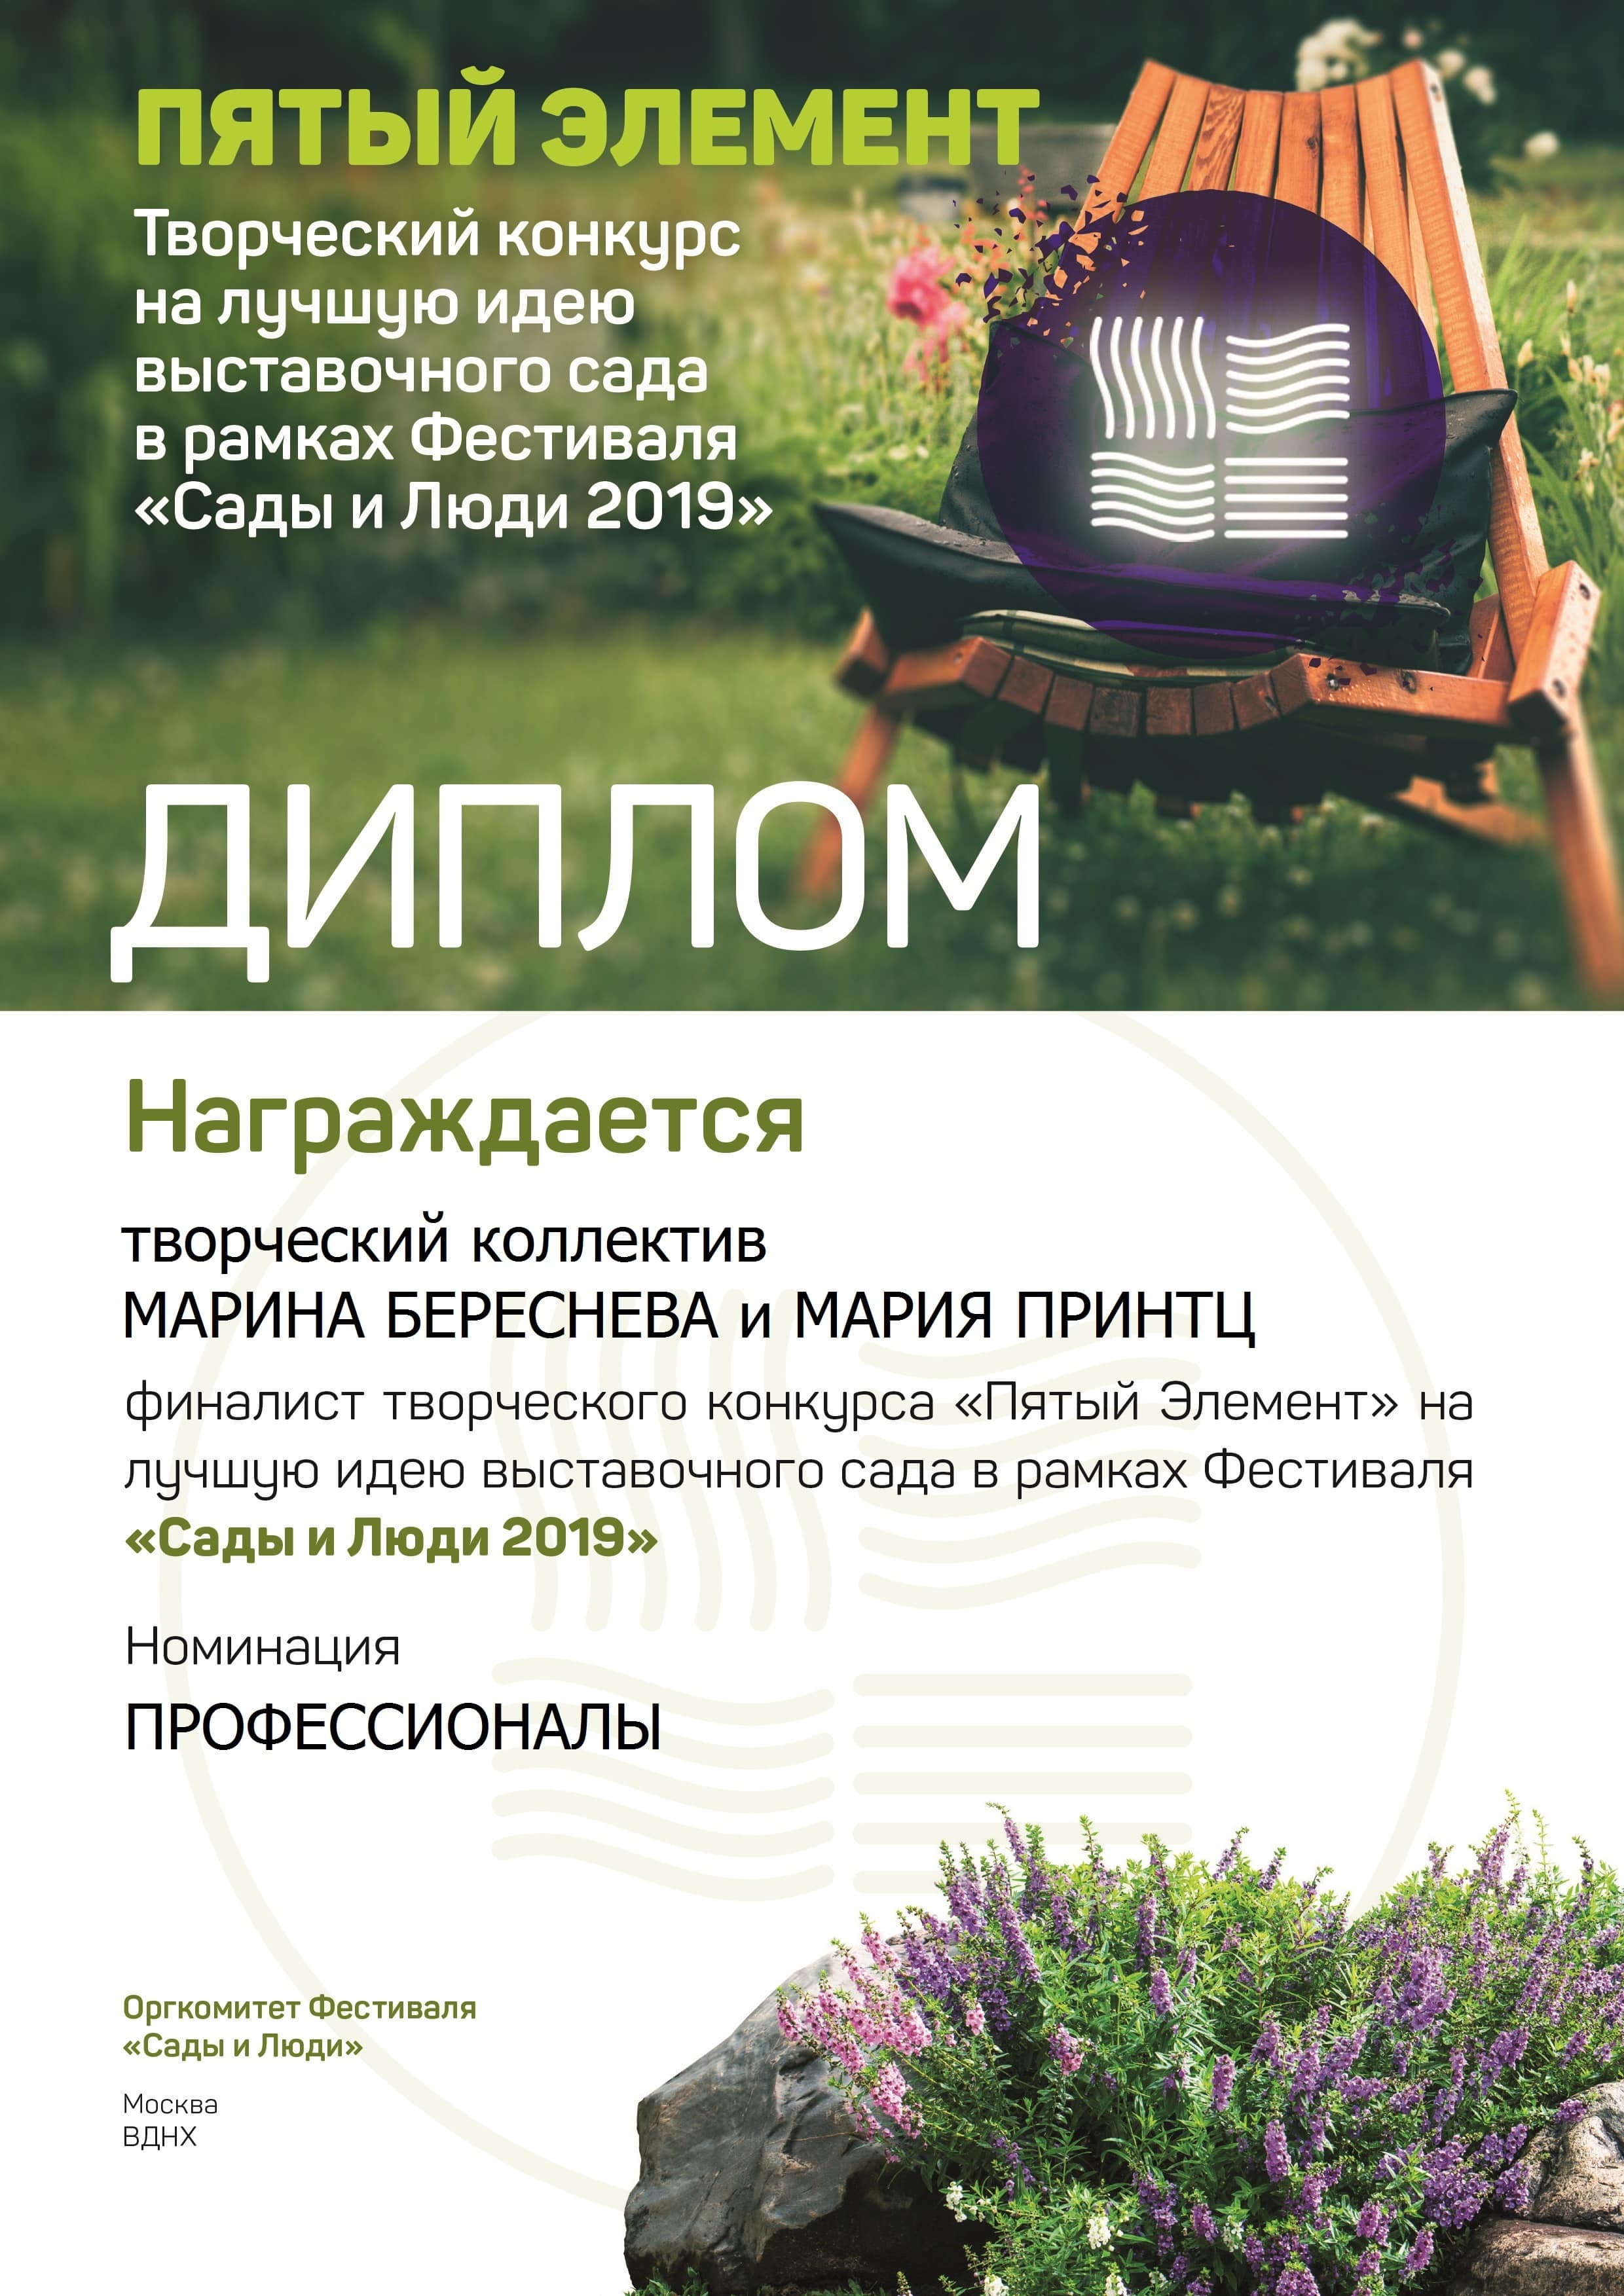 ПЯТЫЙ ЭЛЕМЕНТ
Творческий конкурс
на лучшую идею
выставочного сада
в рамках Фестиваля
«Сады и Люди 2019»
ДИПЛОМ
Награждается
творческий коллектив
МАРИНА БЕРЕСНЕВА и МАРИЯ ПРИНТЦ
финалист творческого конкурса «Пятый Элемент» на
лучшую идею выставочного сада в рамках Фестиваля
«Сады и Люди 2019»
Номинация
ПРОФЕССИОНАЛЫ
Оргкомитет Фестиваля
«Сады и Люди»
Москва
ВДНХ